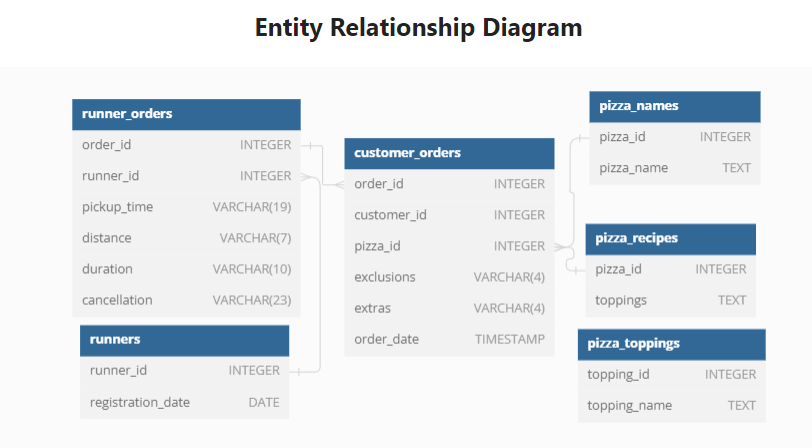 Entity Relationship Diagram
runner_orders
order_id INTEGER
runner_id INTEGER
pickup_time VARCHAR(19)
distance VARCHAR(7)
duration VARCHAR(10)
cancellation VARCHAR(23)
runners
runner_id INTEGER
registration_date DATE
customer_orders
order_id INTEGER
customer_id INTEGER
pizza_id INTEGER
exclusions VARCHAR(4)
extras VARCHAR(4)
order_date TIMESTAMP
pizza_names
pizza_id INTEGER
pizza_name TEXT
pizza_recipes
pizza_id INTEGER
toppings TEXT
pizza_toppings
topping_id INTEGER
topping_name TEXT